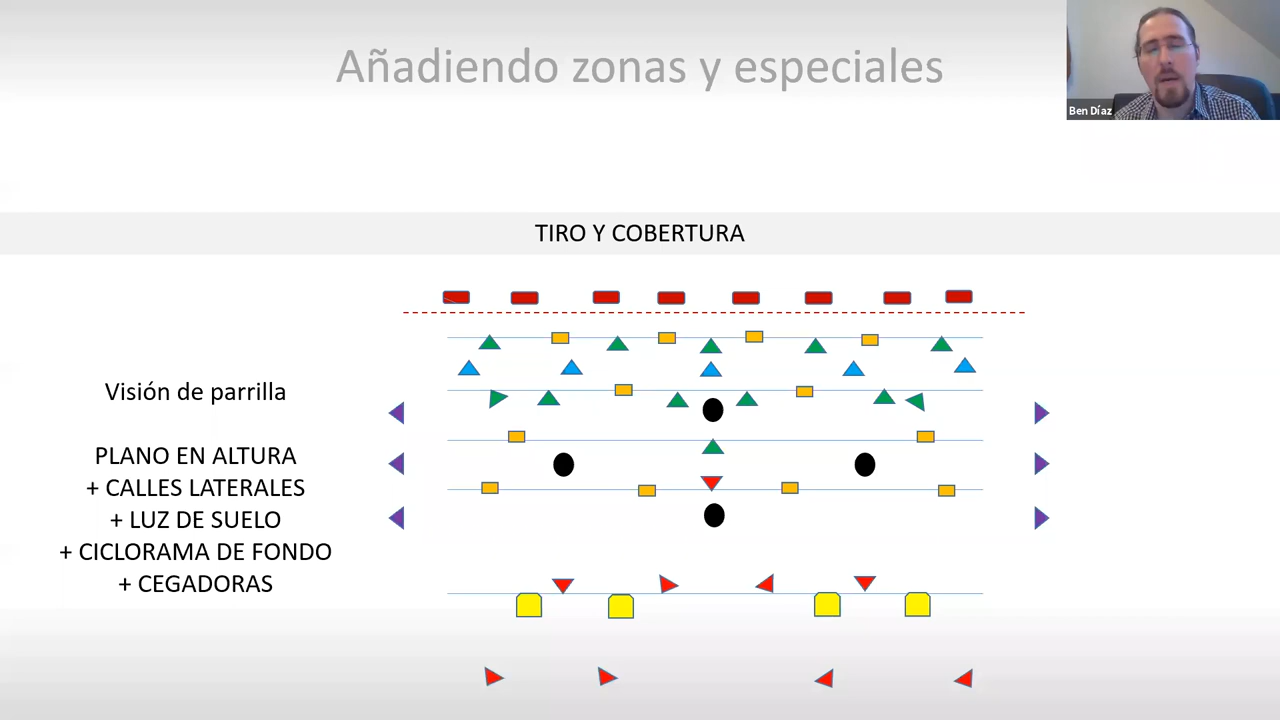 Añadiendo zonas y especiales
Ben Díaz
TIRO Y COBERTURA
Visión de parrilla
PLANO EN ALTURA
+ CALLES LATERALES
+ LUZ DE SUELO
+ CICLORAMA DE FONDO
+ CEGADORAS